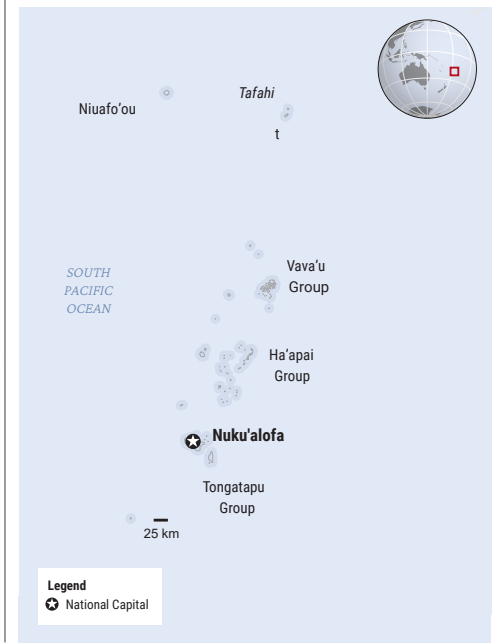 Tafahi
Niuafo‘ou
t
Vava‘u
Group
SOUTH
PACIFIC
OCEAN
Ha‘apai
Group
Nuku'alofa
Tongatapu
Group
25 km
Legend
National Capital